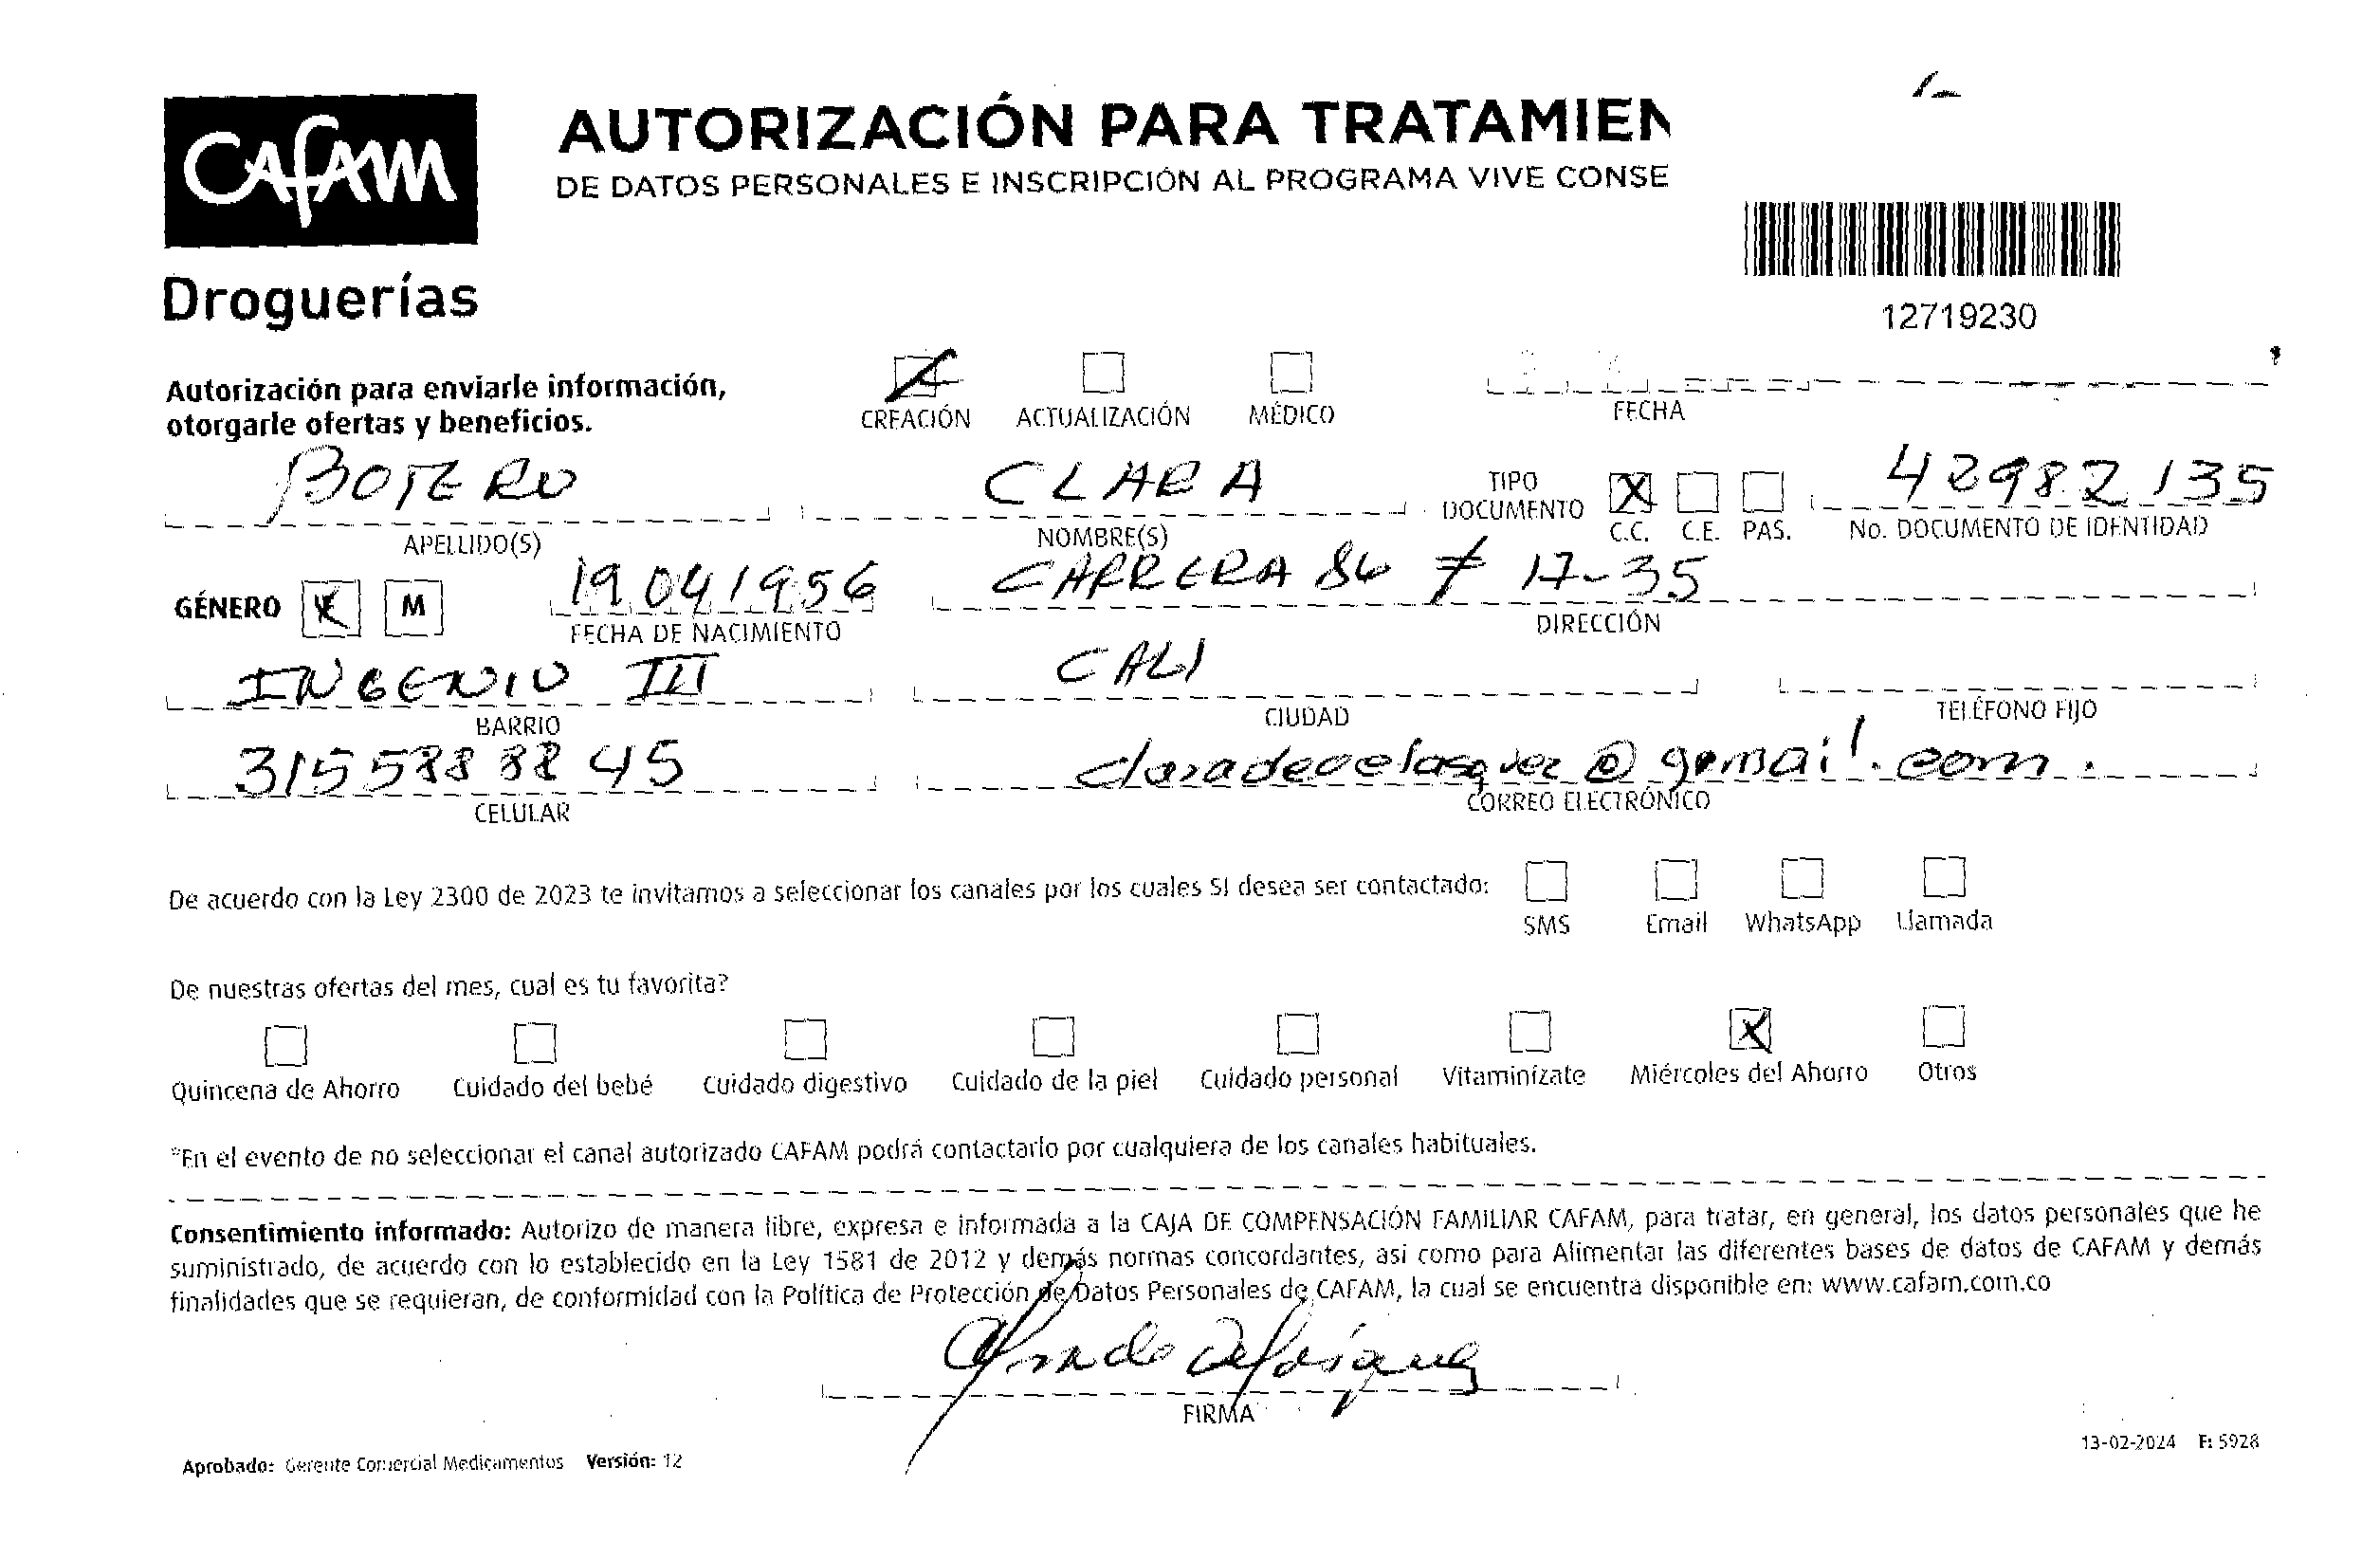 CAFAM
Droguerías
AUTORIZACIÓN PARA TRATAMIEN
DE DATOS PERSONALES E INSCRIPCIÓN AL PROGRAMA VIVE CONSE
12719230
Autorización para enviarle información,
otorgarle ofertas y beneficios.
CREACIÓN ACTUALIZACIÓN MÉDICO FECHA
BOTERO CLARA TIPO DOCUMENTO X 42982135
APELLIDO(S) NOMBRE(S) C.C. C.E. PAS. No. DOCUMENTO DE IDENTIDAD
GÉNERO M 19041956 CARRERA 86 # 17-35
FECHA DE NACIMIENTO DIRECCIÓN
INGENIO III CALI
BARRIO CIUDAD TELÉFONO FIJO
315 588 88 45 claradevelasquez@gmail.com.
CELULAR CORREO ELECTRÓNICO
De acuerdo con la Ley 2300 de 2023 te invitamos a seleccionar los canales por los cuales SI desea ser contactado:
SMS Email WhatsApp Llamada
De nuestras ofertas del mes, cual es tu favorita?
X
Quincena de Ahorro Cuidado del bebé Cuidado digestivo Cuidado de la piel Cuidado personal Vitaminízate Miércoles del Ahorro Otros
*En el evento de no seleccionar el canal autorizado CAFAM podrá contactarlo por cualquiera de los canales habituales.
Consentimiento informado: Autorizo de manera libre, expresa e informada a la CAJA DE COMPENSACIÓN FAMILIAR CAFAM, para tratar, en general, los datos personales que he
suministrado, de acuerdo con lo establecido en la Ley 1581 de 2012 y demás normas concordantes, asi como para Alimentar las diferentes bases de datos de CAFAM y demás
finalidades que se requieran, de conformidad con la Política de Protección de Datos Personales de CAFAM, la cual se encuentra disponible en: www.cafam.com.co
Clara de Velásquez
FIRMA
13-02-2024 F: 5928
Aprobado: Gerente Comercial Medicamentos Versión: 12